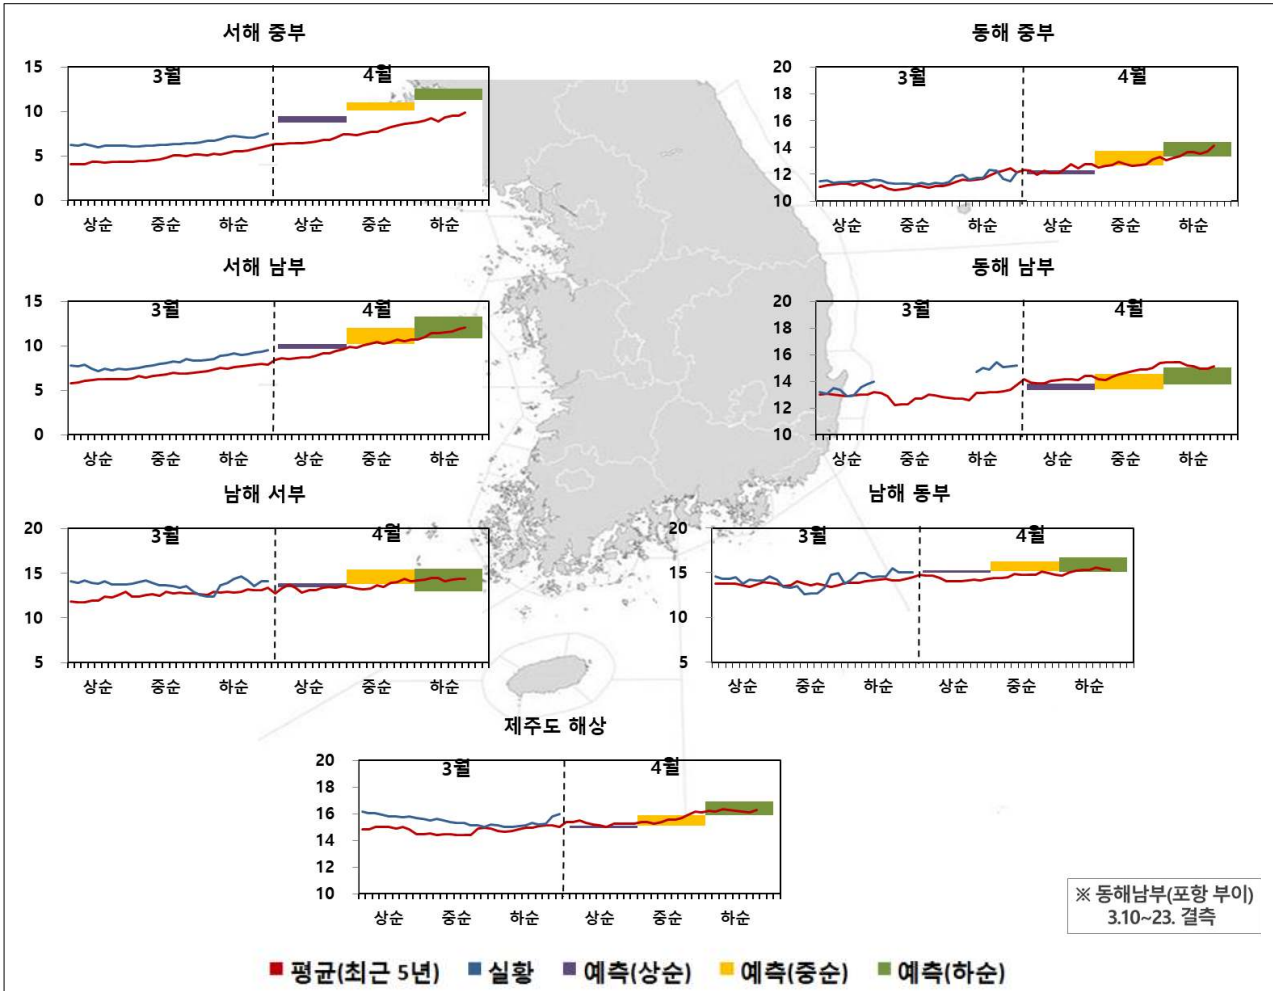 서해 중부
15
10
5
0
3월
4월
상순 중순 하순 상순 중순 하순
동해 중부
20
18
16
14
12
10
3월
4월
상순 중순 하순 상순 중순 하순
서해 남부
15
10
5
0
3월
4월
상순 중순 하순 상순 중순 하순
동해 남부
20
18
16
14
12
10
3월
4월
상순 중순 하순 상순 중순 하순
남해 서부
20
15
10
5
3월
4월
상순 중순 하순 상순 중순 하순
남해 동부
20
15
10
5
3월
4월
상순 중순 하순 상순 중순 하순
제주도 해상
20
18
16
14
12
10
3월
4월
상순 중순 하순 상순 중순 하순
※ 동해남부(포항 부이)
3.10~23. 결측
평균(최근 5년) 실황 예측(상순) 예측(중순) 예측(하순)